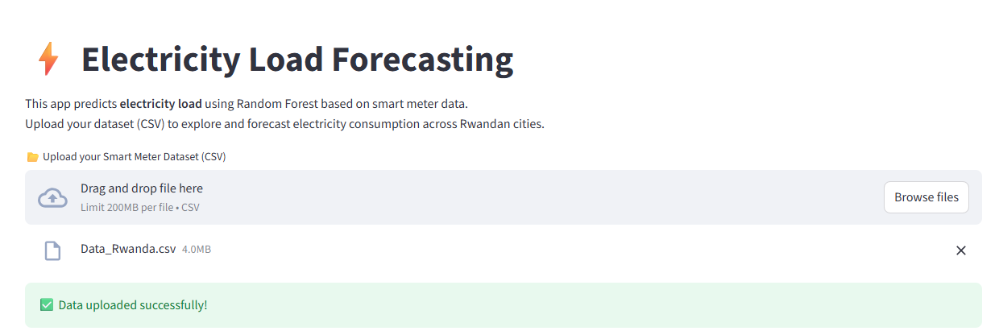 Electricity Load Forecasting
This app predicts electricity load using Random Forest based on smart meter data.
Upload your dataset (CSV) to explore and forecast electricity consumption across Rwandan cities.
Upload your Smart Meter Dataset (CSV)
Drag and drop file here
Limit 200MB per file • CSV
Browse files
Data_Rwanda.csv 4.0MB
Data uploaded successfully!